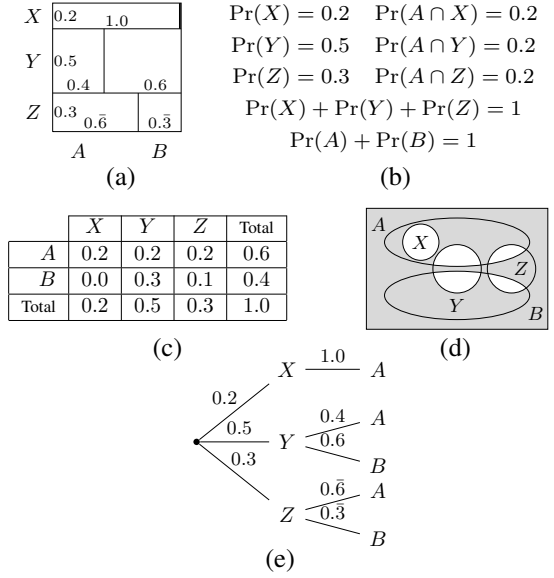 X 0.2 1.0
Y 0.5
0.4 0.6
Z 0.3
0.6̄ 0.3̄
A B
(a)
Pr(X) = 0.2 Pr(A ∩ X) = 0.2
Pr(Y) = 0.5 Pr(A ∩ Y) = 0.2
Pr(Z) = 0.3 Pr(A ∩ Z) = 0.2
Pr(X) + Pr(Y) + Pr(Z) = 1
Pr(A) + Pr(B) = 1
(b)
X Y Z Total
A 0.2 0.2 0.2 0.6
B 0.0 0.3 0.1 0.4
Total 0.2 0.5 0.3 1.0
(c)
A
X
Z
Y
B
(d)
X 1.0 A
0.2
0.4 A
0.5 Y 0.6
0.3 B
0.6̄ A
Z 0.3̄
B
(e)